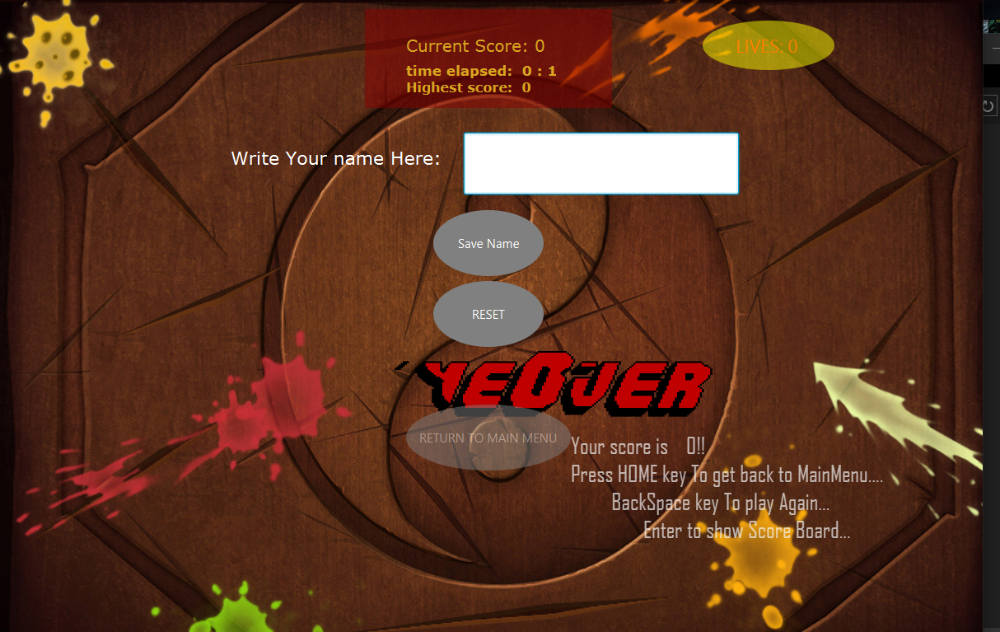 Current Score: 0
LIVES: 0
time elapsed: 0 : 1
Highest score: 0
Write Your name Here:
Save Name
RESET
OVER
RETURN TO MAIN MENU
Your score is 0!!
Press HOME key To get back to MainMenu....
BackSpace key To play Again...
Enter to show Score Board...